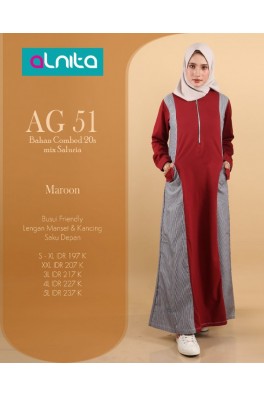 alnita
AG 51
Bahan Combed 20s
mix Safaria
Maroon
Busui Friendly
Lengan Manset & Kancing
Saku Depan
S - XL IDR 197 K
XXL IDR 207 K
3L IDR 217 K
4L IDR 227 K
5L IDR 237 K